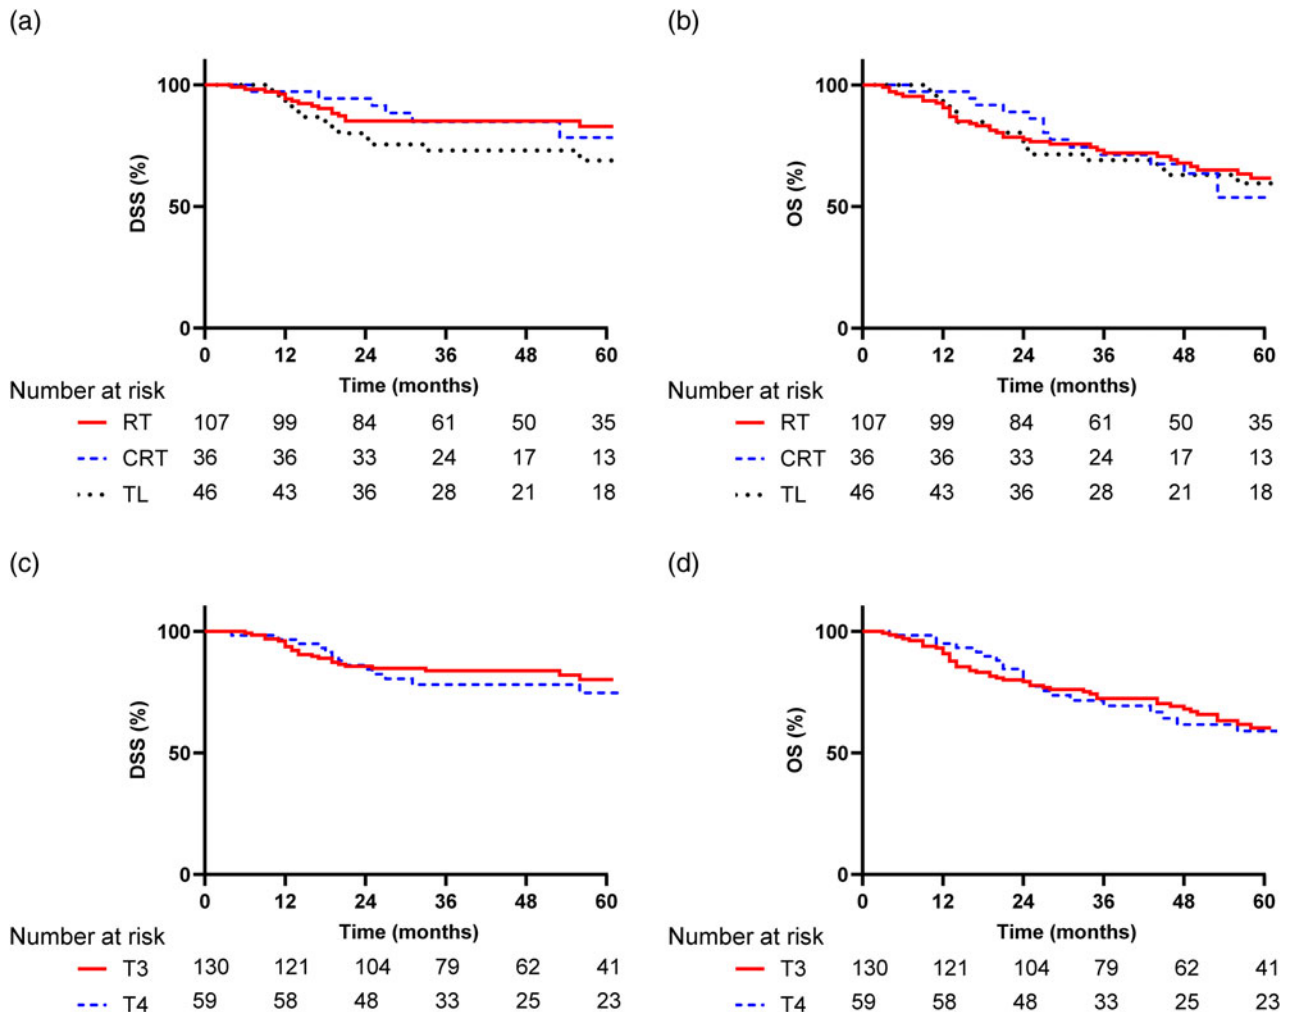 (a)
(b)
100
50
0
DSS (%)
0 12 24 36 48 60
Time (months)
100
50
0
OS (%)
0 12 24 36 48 60
Time (months)
Number at risk
RT 107 99 84 61 50 35
CRT 36 36 33 24 17 13
TL 46 43 36 28 21 18
Number at risk
RT 107 99 84 61 50 35
CRT 36 36 33 24 17 13
TL 46 43 36 28 21 18
(c)
(d)
100
50
0
DSS (%)
0 12 24 36 48 60
Time (months)
100
50
0
OS (%)
0 12 24 36 48 60
Time (months)
Number at risk
T3 130 121 104 79 62 41
T4 59 58 48 33 25 23
Number at risk
T3 130 121 104 79 62 41
T4 59 58 48 33 25 23